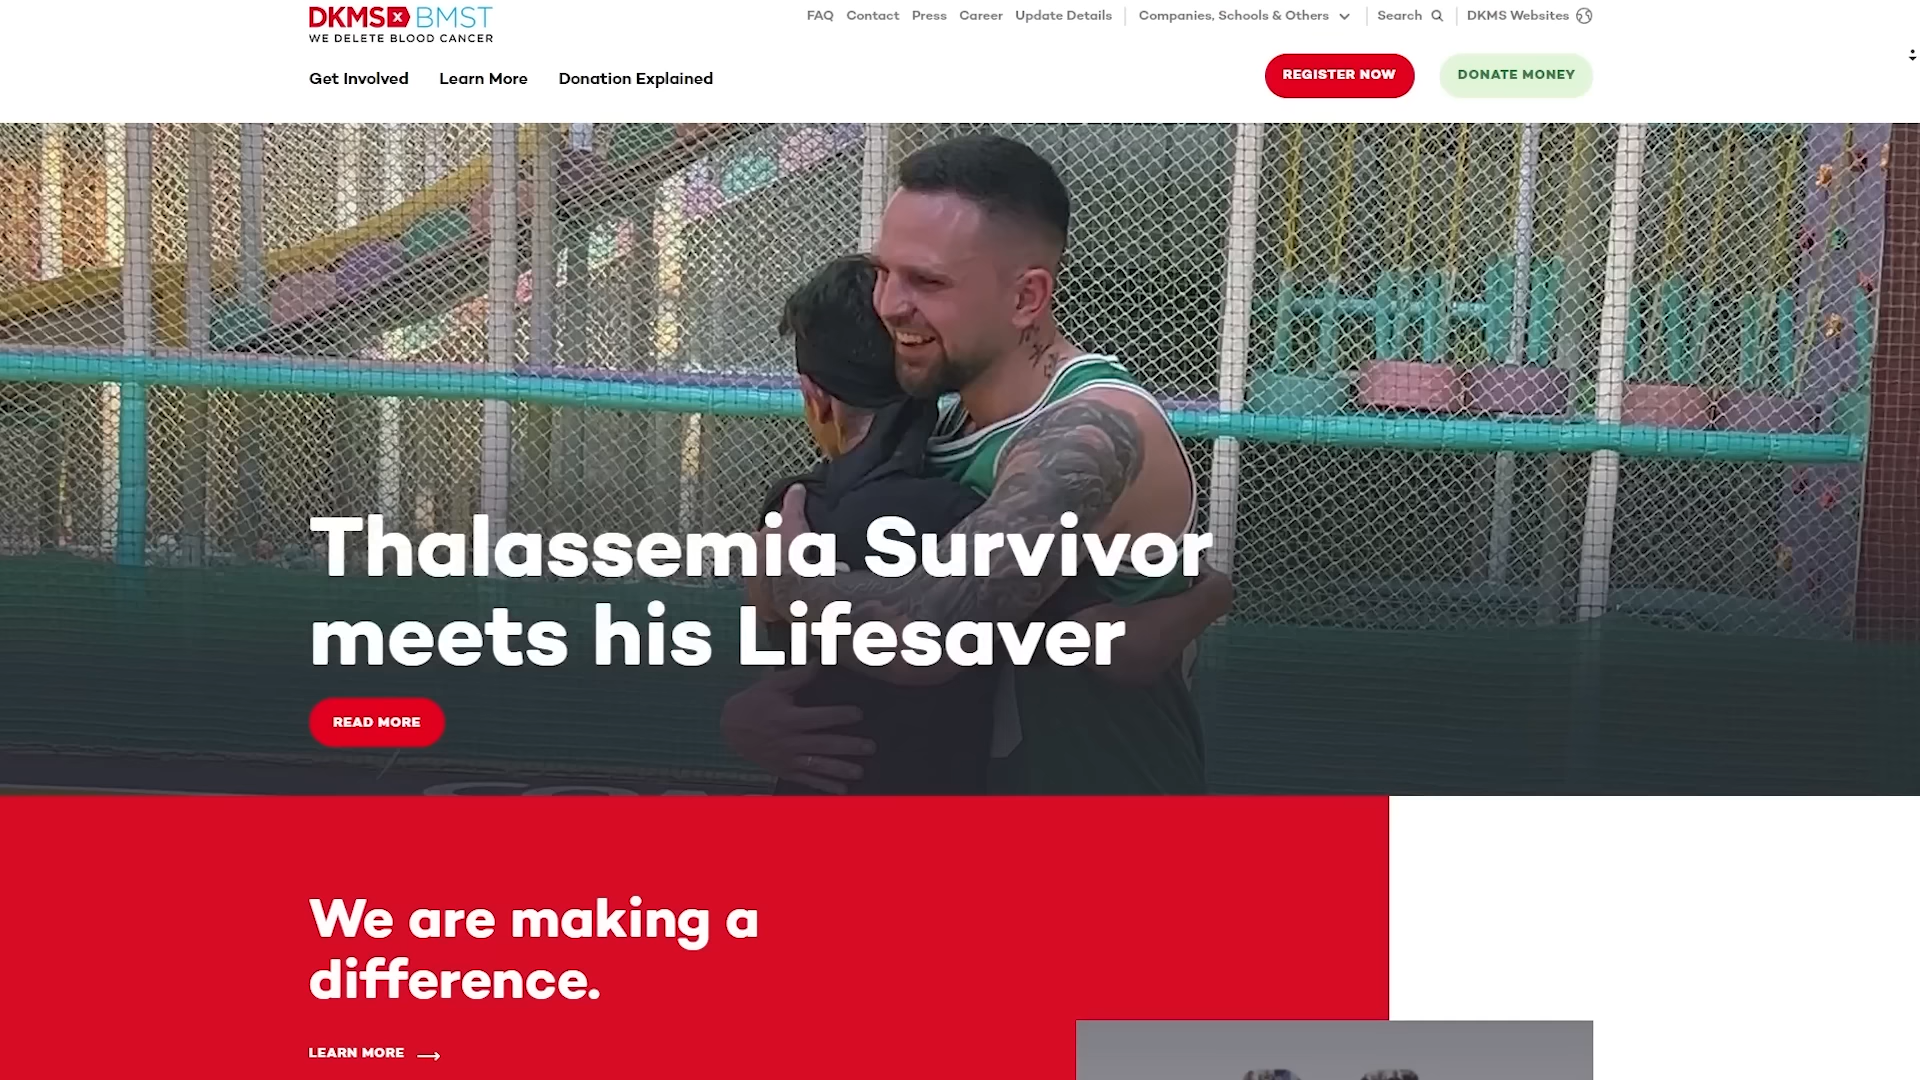 DKMS x BMST
WE DELETE BLOOD CANCER
FAQ Contact Press Career Update Details Companies, Schools & Others Search DKMS Websites
Get Involved Learn More Donation Explained
REGISTER NOW DONATE MONEY
Thalassemia Survivor
meets his Lifesaver
READ MORE
We are making a
difference.
LEARN MORE